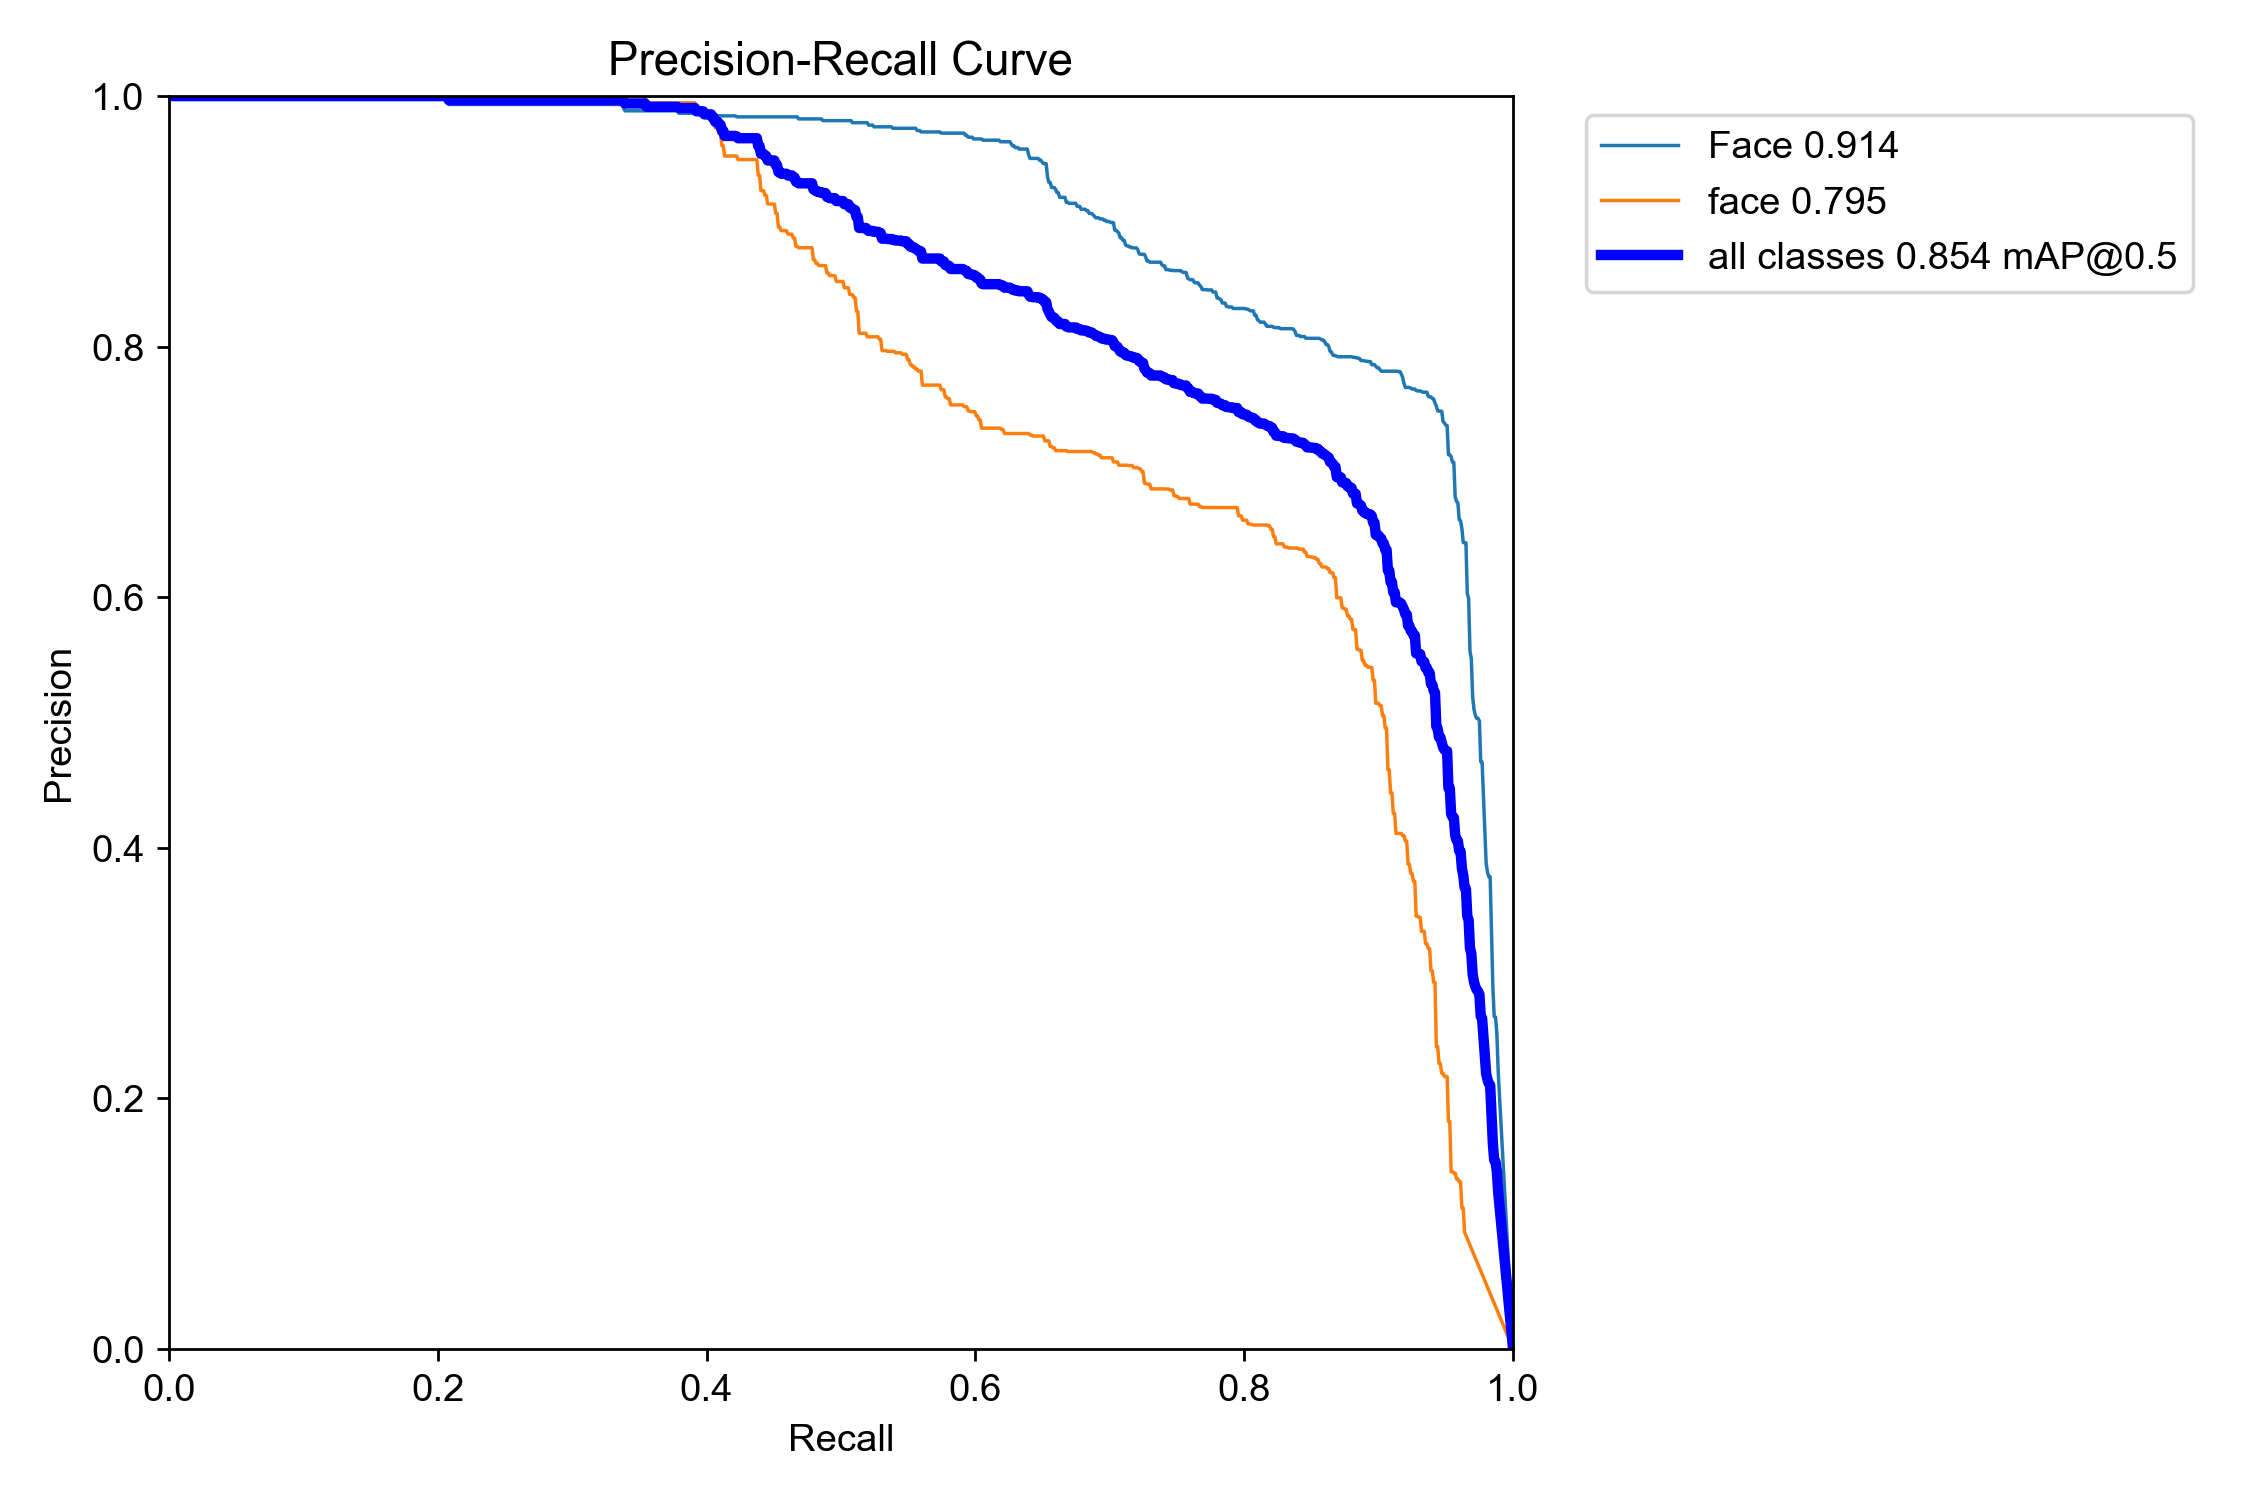 Precision-Recall Curve
1.0
0.8
0.6
0.4
0.2
0.0
Precision
0.0 0.2 0.4 0.6 0.8 1.0
Recall
Face 0.914
face 0.795
all classes 0.854 mAP@0.5